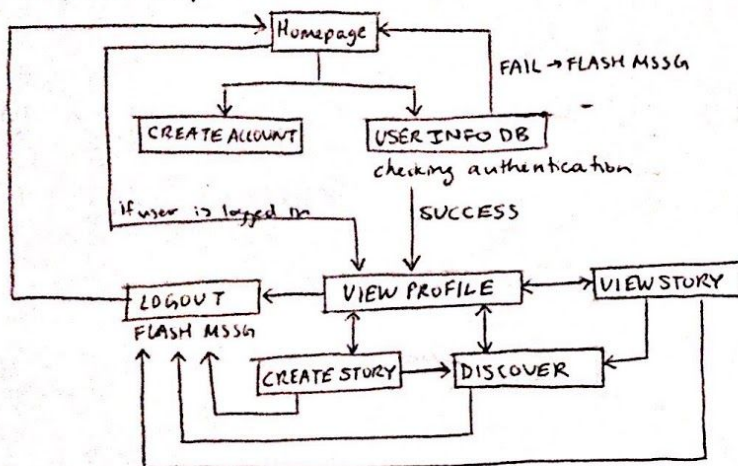 Homepage
FAIL → FLASH MSSG
CREATE ACCOUNT
USER INFO DB
checking authentication
if user is logged in
SUCCESS
LOGOUT
VIEW PROFILE
VIEW STORY
FLASH MSSG
CREATE STORY
DISCOVER